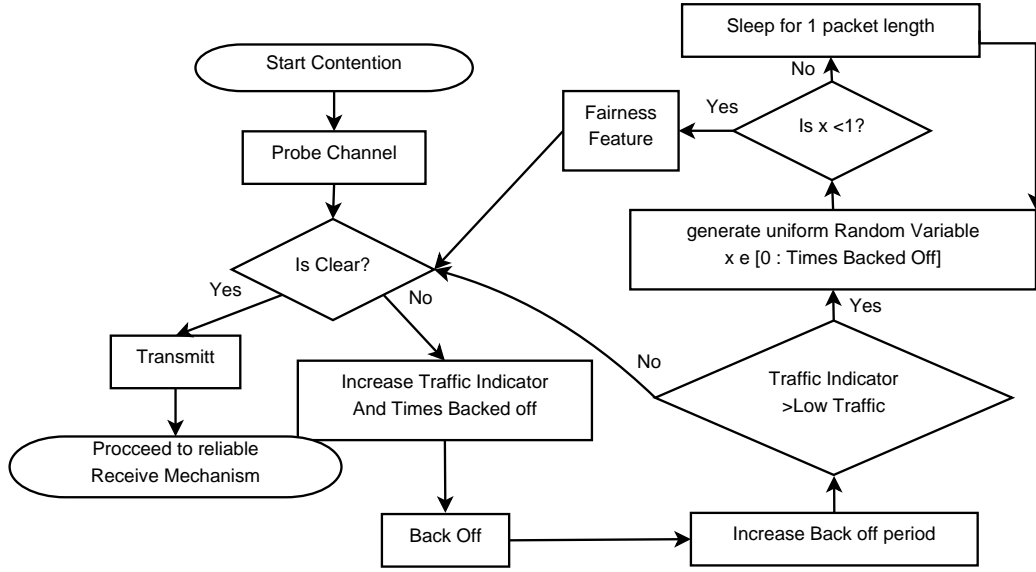 Start Contention
Probe Channel
Is Clear?
Yes
No
Transmitt
Procceed to reliable
Receive Mechanism
Increase Traffic Indicator
And Times Backed off
Back Off
Increase Back off period
Traffic Indicator
>Low Traffic
No
Yes
generate uniform Random Variable
x e [0 : Times Backed Off]
Is x <1?
Yes
No
Fairness
Feature
Sleep for 1 packet length